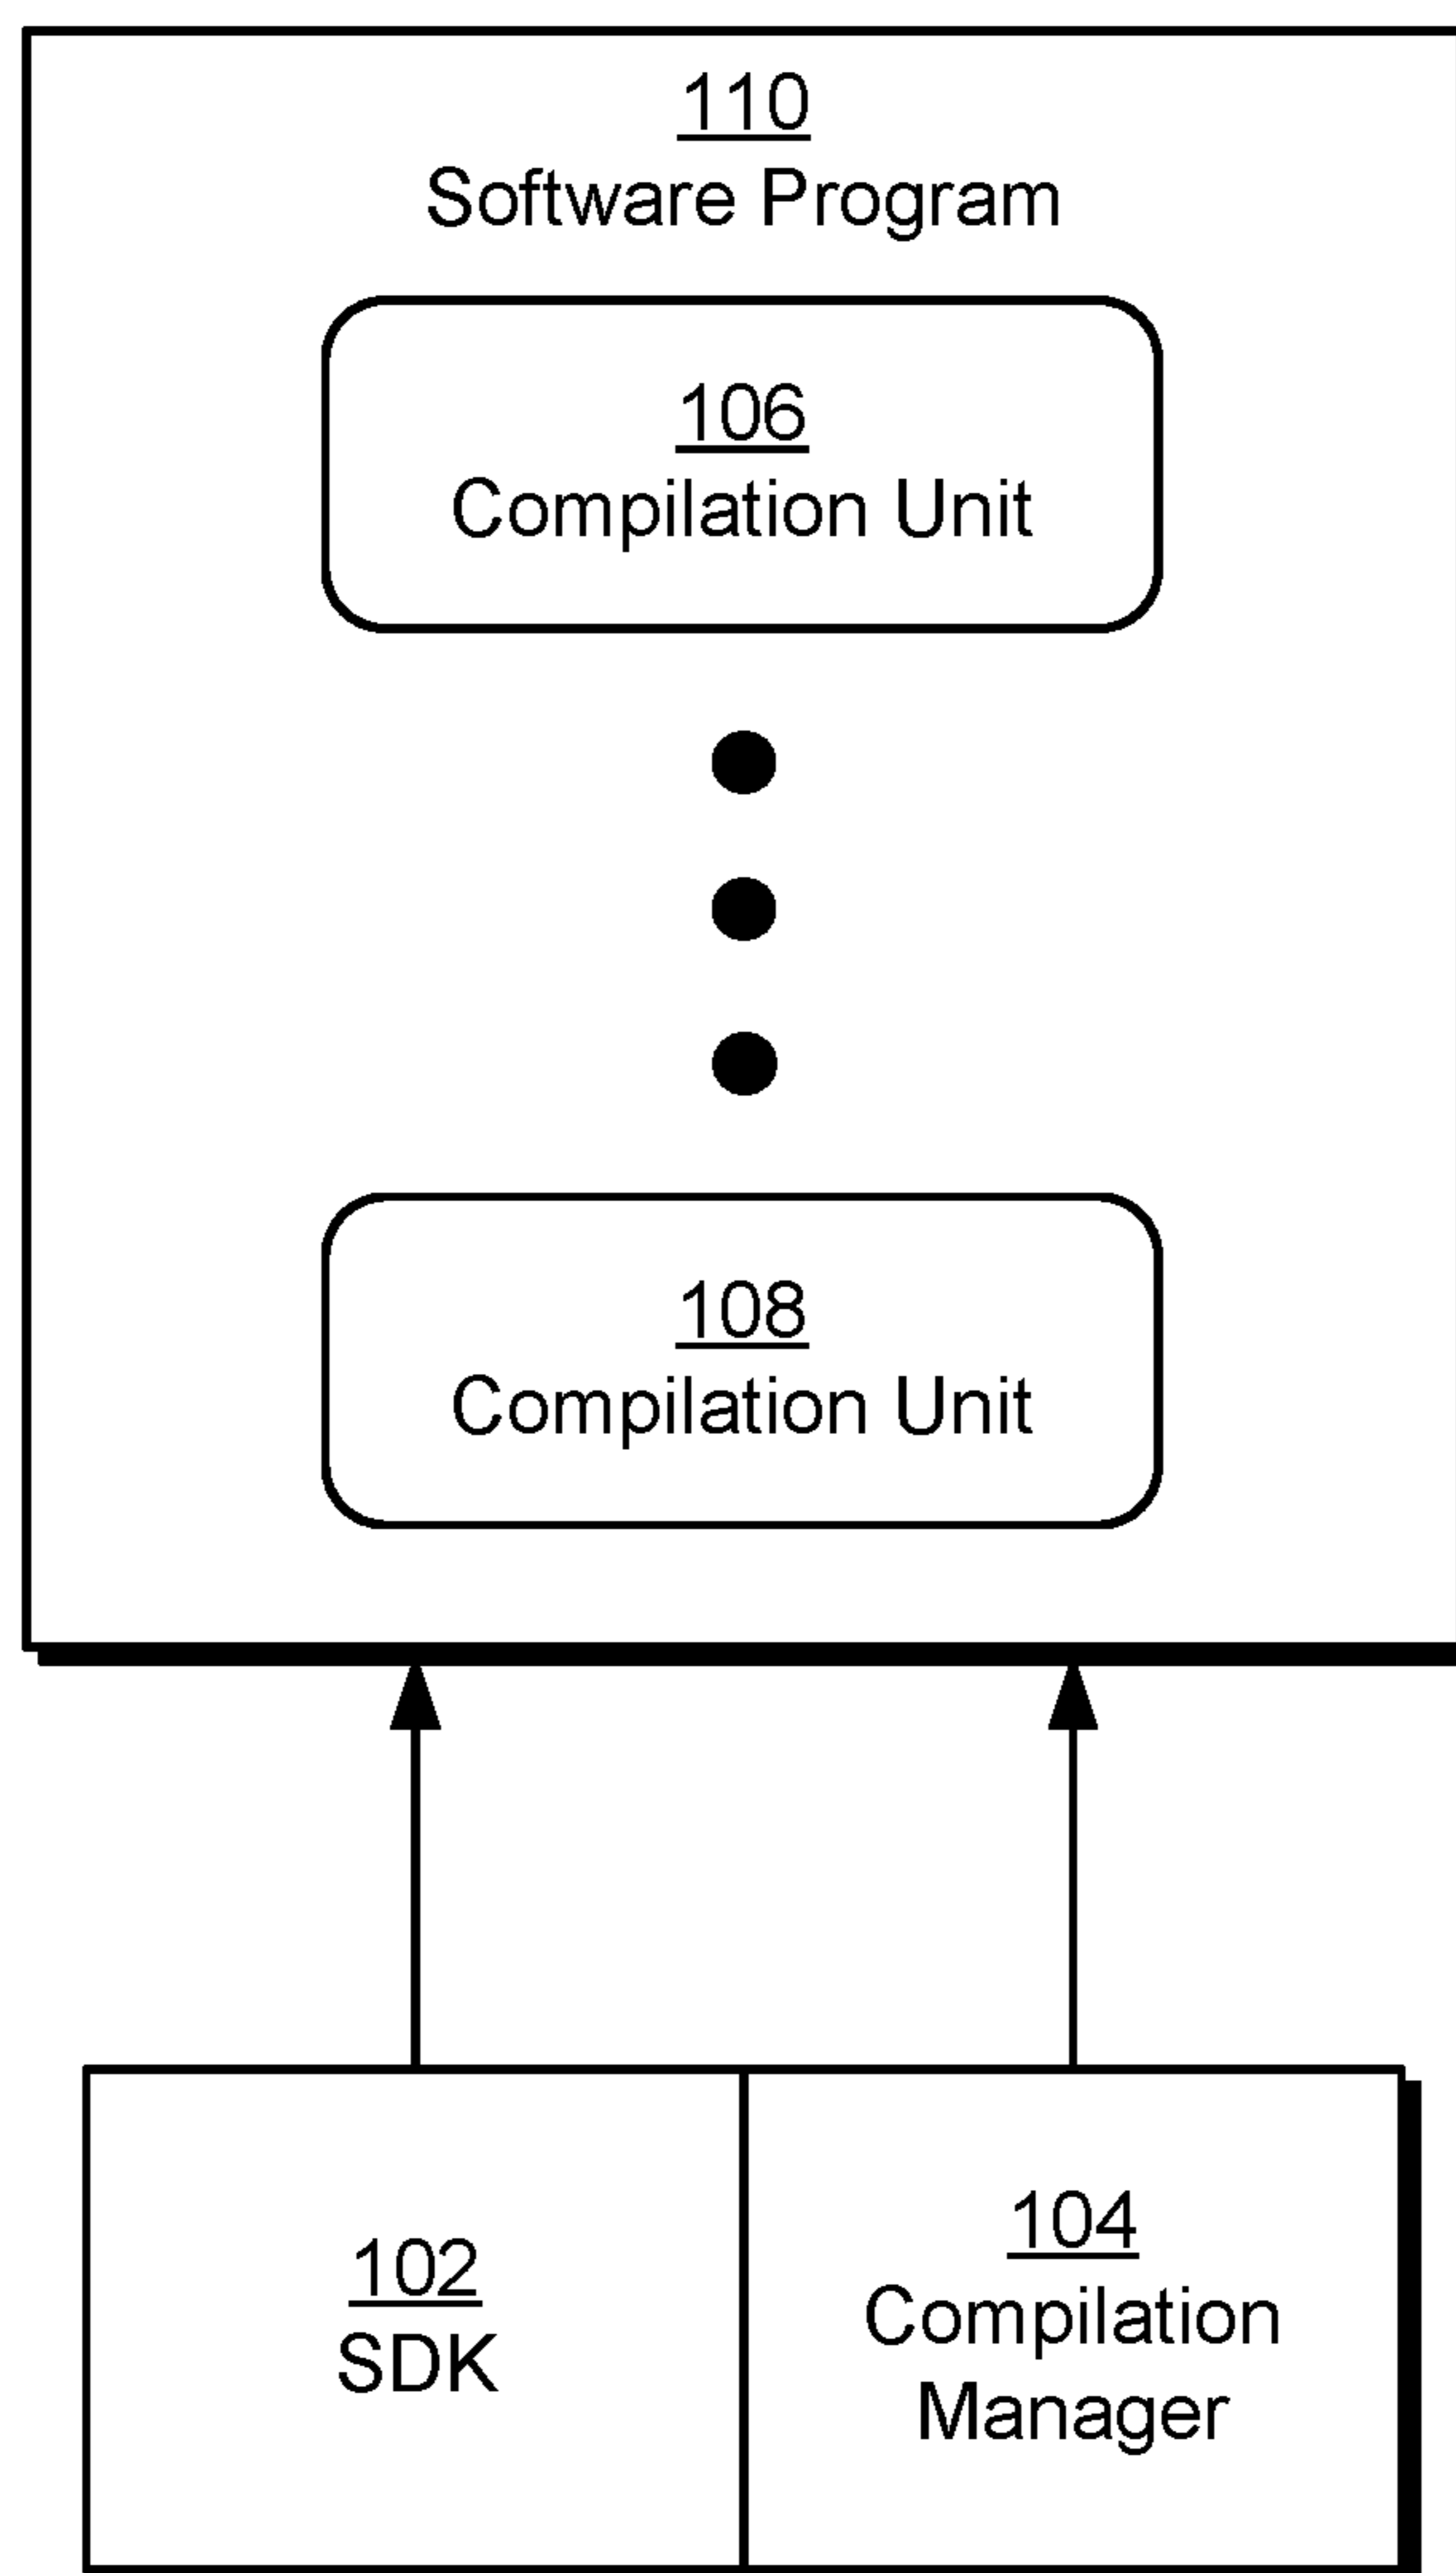 110
Software Program
106
Compilation Unit
108
Compilation Unit
102
SDK
104
Compilation
Manager